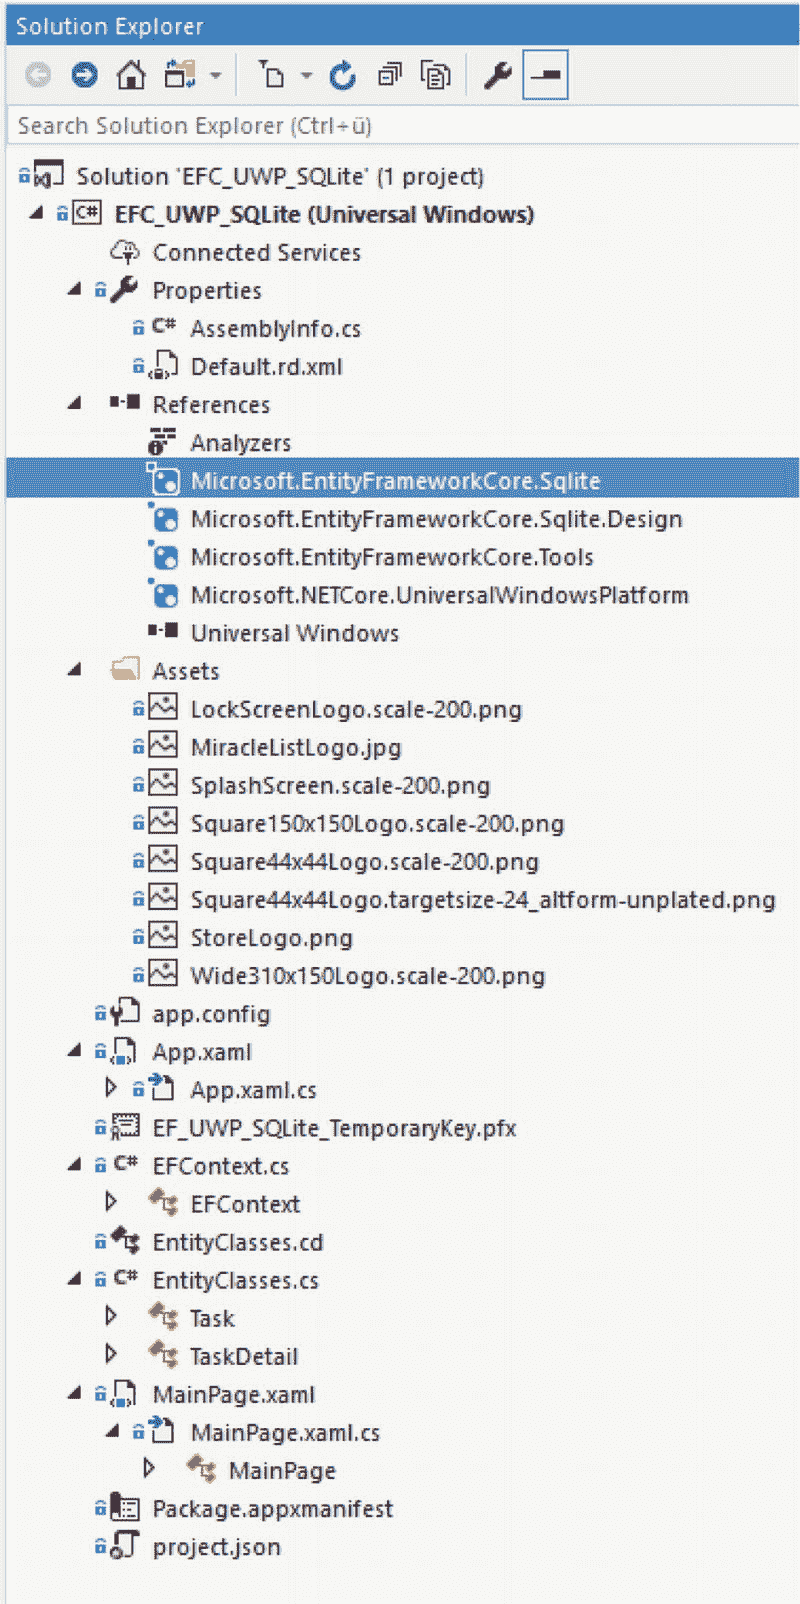 Solution Explorer
Search Solution Explorer (Ctrl+ü)
Solution 'EFC_UWP_SQLite' (1 project)
C# EFC_UWP_SQLite (Universal Windows)
Connected Services
Properties
C# AssemblyInfo.cs
Default.rd.xml
References
Analyzers
Microsoft.EntityFrameworkCore.Sqlite
Microsoft.EntityFrameworkCore.Sqlite.Design
Microsoft.EntityFrameworkCore.Tools
Microsoft.NETCore.UniversalWindowsPlatform
Universal Windows
Assets
LockScreenLogo.scale-200.png
MiracleListLogo.jpg
SplashScreen.scale-200.png
Square150x150Logo.scale-200.png
Square44x44Logo.scale-200.png
Square44x44Logo.targetsize-24_altform-unplated.png
StoreLogo.png
Wide310x150Logo.scale-200.png
app.config
App.xaml
App.xaml.cs
EF_UWP_SQLite_TemporaryKey.pfx
C# EFContext.cs
EFContext
EntityClasses.cd
C# EntityClasses.cs
Task
TaskDetail
MainPage.xaml
MainPage.xaml.cs
MainPage
Package.appxmanifest
project.json